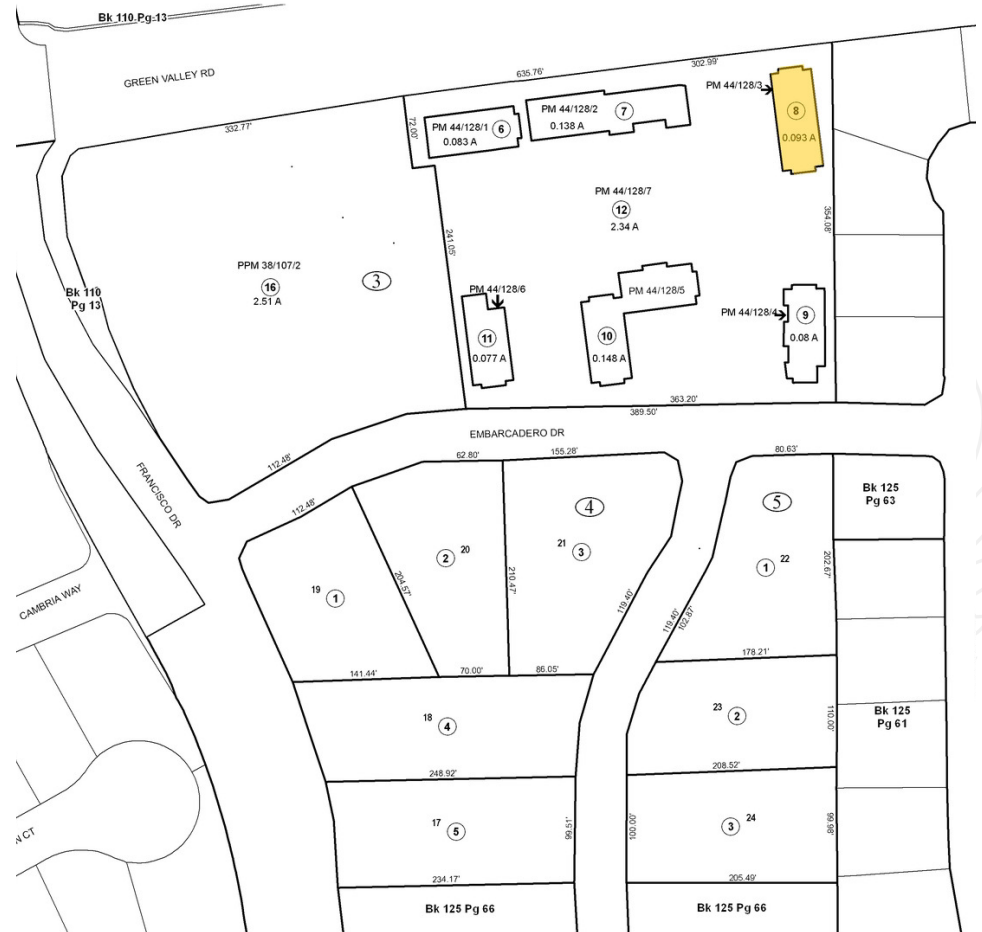 Bk 110 Pg 13
GREEN VALLEY RD
332.77'
635.76'
302.99'
72.00'
PM 44/128/1
6
0.083 A
PM 44/128/2
7
0.138 A
PM 44/128/3
8
0.093 A
PM 44/128/7
12
2.34 A
354.08'
241.05'
PPM 38/107/2
16
2.51 A
3
Bk 110
Pg 13
PM 44/128/6
11
0.077 A
PM 44/128/5
10
0.148 A
PM 44/128/4
9
0.08 A
363.20'
389.50'
EMBARCADERO DR
112.48'
62.80'
155.28'
80.63'
FRANCISCO DR
112.48'
4
5
Bk 125
Pg 63
19
1
204.57'
2
20
210.47'
21
3
119.40'
119.40'
102.87'
1
22
202.67'
CAMBRIA WAY
141.44'
70.00'
86.05'
178.21'
18
4
23
2
110.00'
Bk 125
Pg 61
248.92'
208.52'
17
5
99.51'
100.00'
3
24
99.98'
N CT
234.17'
205.49'
Bk 125 Pg 66
Bk 125 Pg 66